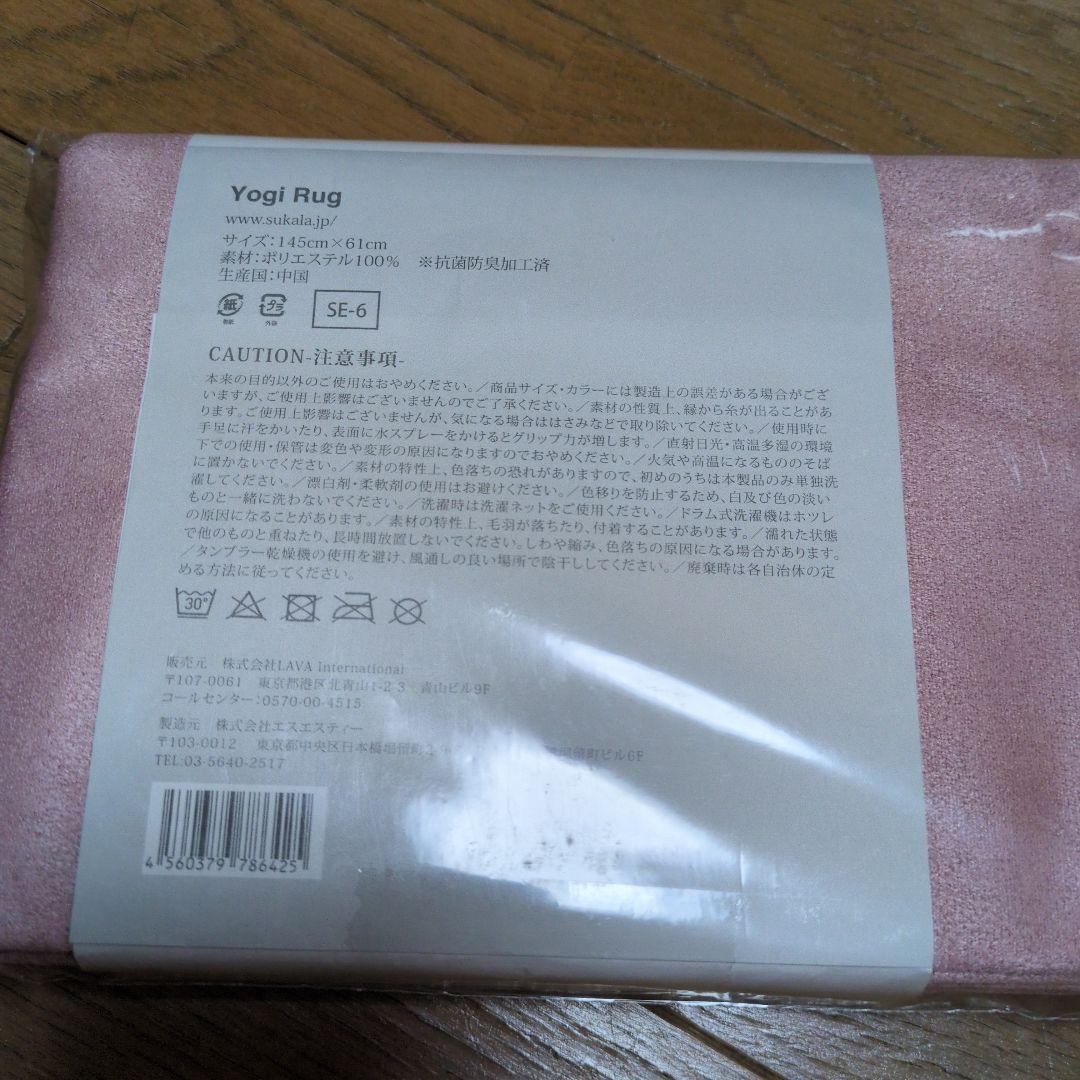 Yogi Rug
www.sukala.jp/
サイズ:145cm×61cm
素材:ポリエステル100% ※抗菌防臭加工済
生産国:中国
紙 プラ SE-6
外袋
CAUTION-注意事項-
本来の目的以外のご使用はおやめください。/商品サイズ・カラーには製造上の誤差がある場合がござ
いますが、ご使用上影響はございませんのでご了承ください。/素材の性質上、縁から糸が出ることがあ
ります。ご使用上影響はございませんが、気になる場合ははさみなどで取り除いてください。/使用時に
手足に汗をかいたり、表面に水スプレーをかけるとグリップ力が増します。/直射日光・高温多湿の環境
下での使用・保管は変色や変形の原因になりますのでおやめください。/火気や高温になるもののそば
に置かないでください。/素材の特性上、色落ちの恐れがありますので、初めのうちは本製品のみ単独洗
濯してください。/漂白剤・柔軟剤の使用はお避けください。/色移りを防止するため、白及び色の淡い
ものと一緒に洗わないでください。/洗濯時は洗濯ネットをご使用ください。/ドラム式洗濯機はホツレ
の原因になることがあります。/素材の特性上、毛羽が落ちたり、付着することがあります。/濡れた状態
で他のものと重ねたり、長時間放置しないでください。しわや縮み、色落ちの原因になる場合があります。
/タンブラー乾燥機の使用を避け、風通しの良い場所で陰干ししてください。/廃棄時は各自治体の定
める方法に従ってください。
30°
販売元 株式会社LAVA International
〒107-0061 東京都港区北青山1-2-3 青山ビル9F
コールセンター:0570-00-4515
製造元 株式会社エスエスティー
〒103-0012 東京都中央区日本橋堀留町 留町ビル6F
TEL:03-5640-2517
4 560379 786425